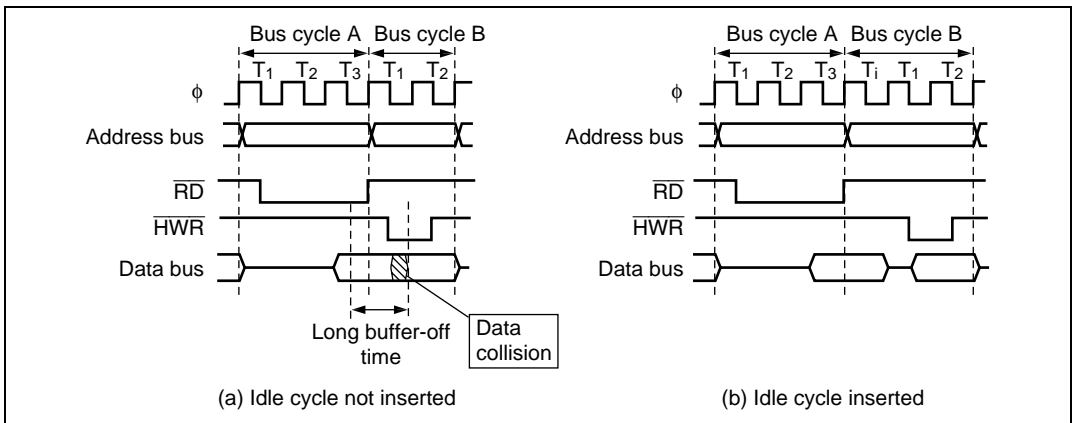 Bus cycle A Bus cycle B
T1 T2 T3 T1 T2
ϕ
Address bus
RD
HWR
Data bus
Long buffer-off
time
Data
collision
(a) Idle cycle not inserted
Bus cycle A Bus cycle B
T1 T2 T3 Ti T1 T2
ϕ
Address bus
RD
HWR
Data bus
(b) Idle cycle inserted